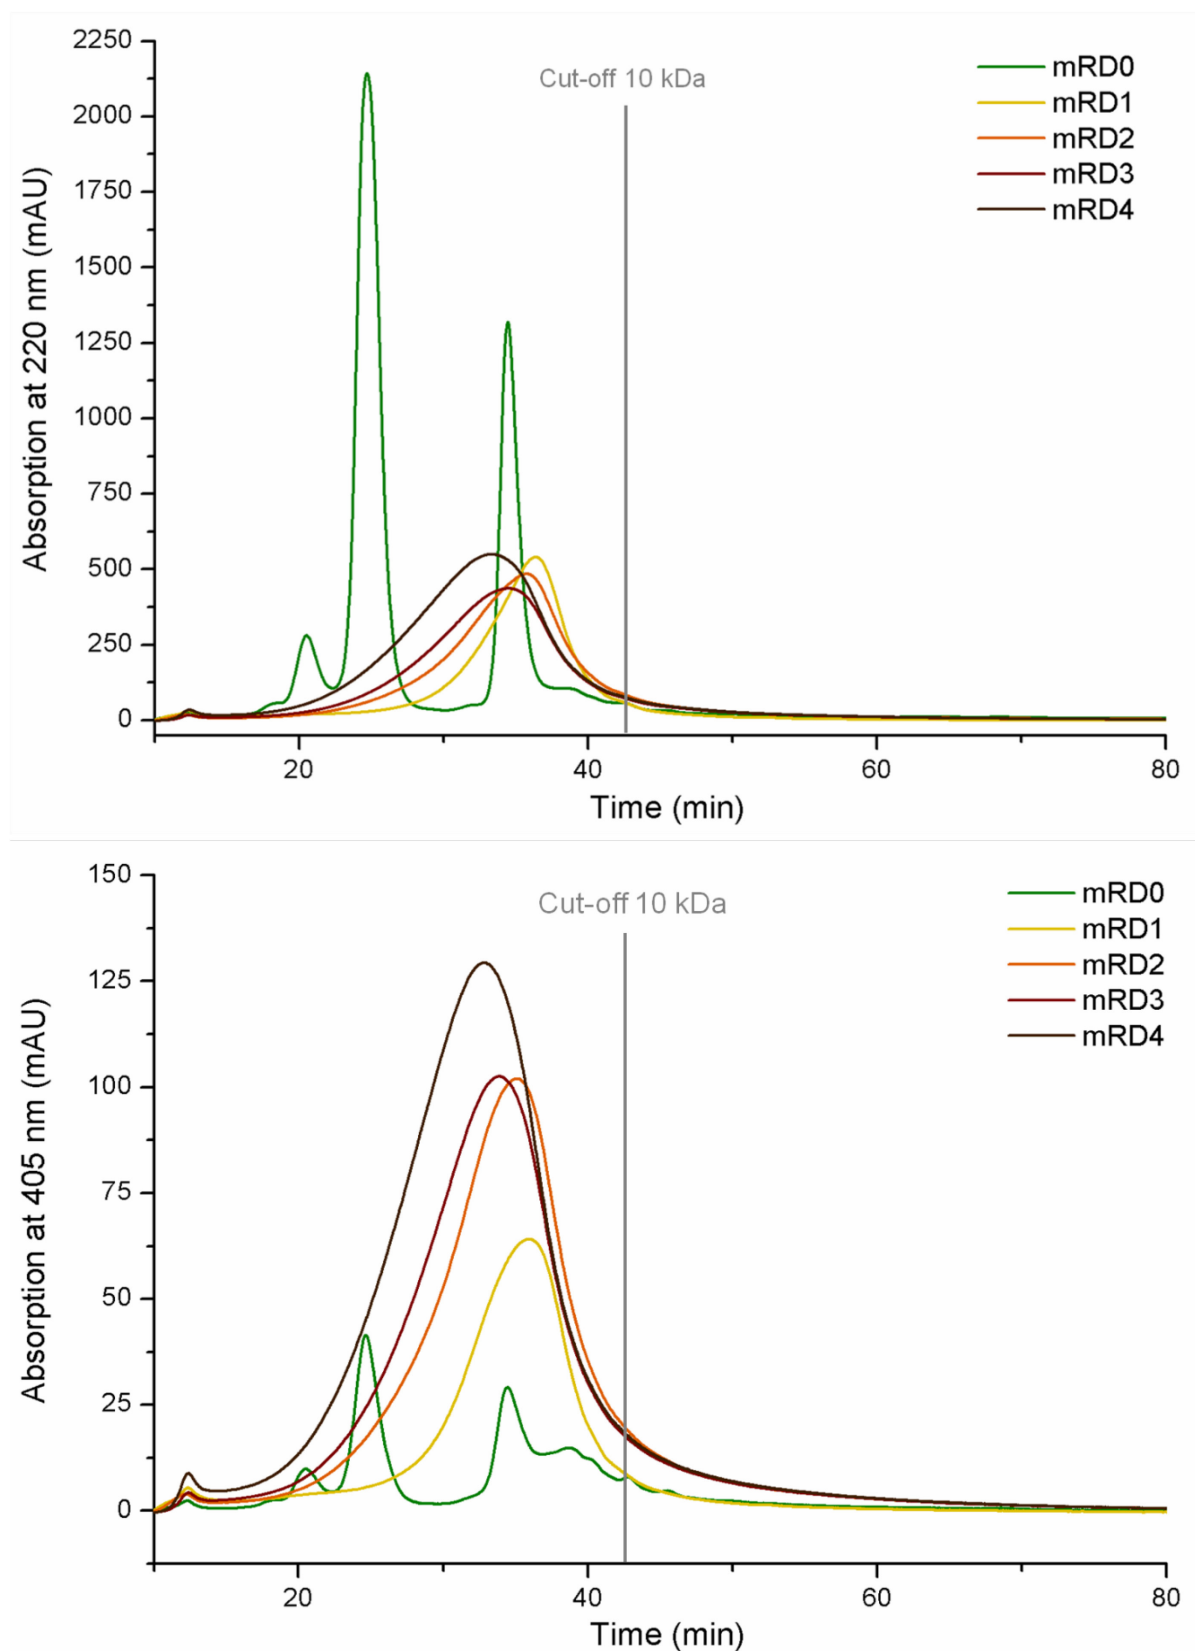 2250
2000
1750
1500
1250
1000
750
500
250
0
Absorption at 220 nm (mAU)
Cut-off 10 kDa
mRD0
mRD1
mRD2
mRD3
mRD4
20
40
60
80
Time (min)
150
125
100
75
50
25
0
Absorption at 405 nm (mAU)
Cut-off 10 kDa
mRD0
mRD1
mRD2
mRD3
mRD4
20
40
60
80
Time (min)